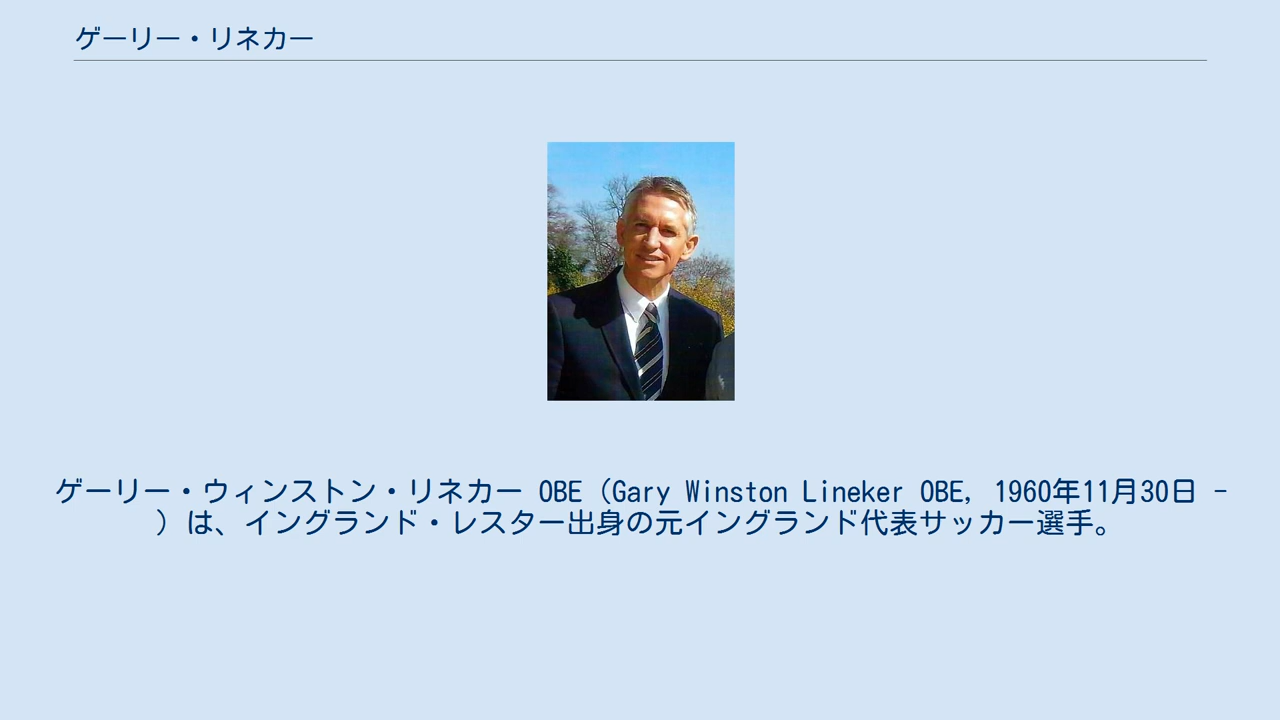 ゲーリー・リネカー
ゲーリー・ウィンストン・リネカー OBE（Gary Winston Lineker OBE, 1960年11月30日 -
）は、イングランド・レスター出身の元イングランド代表サッカー選手。